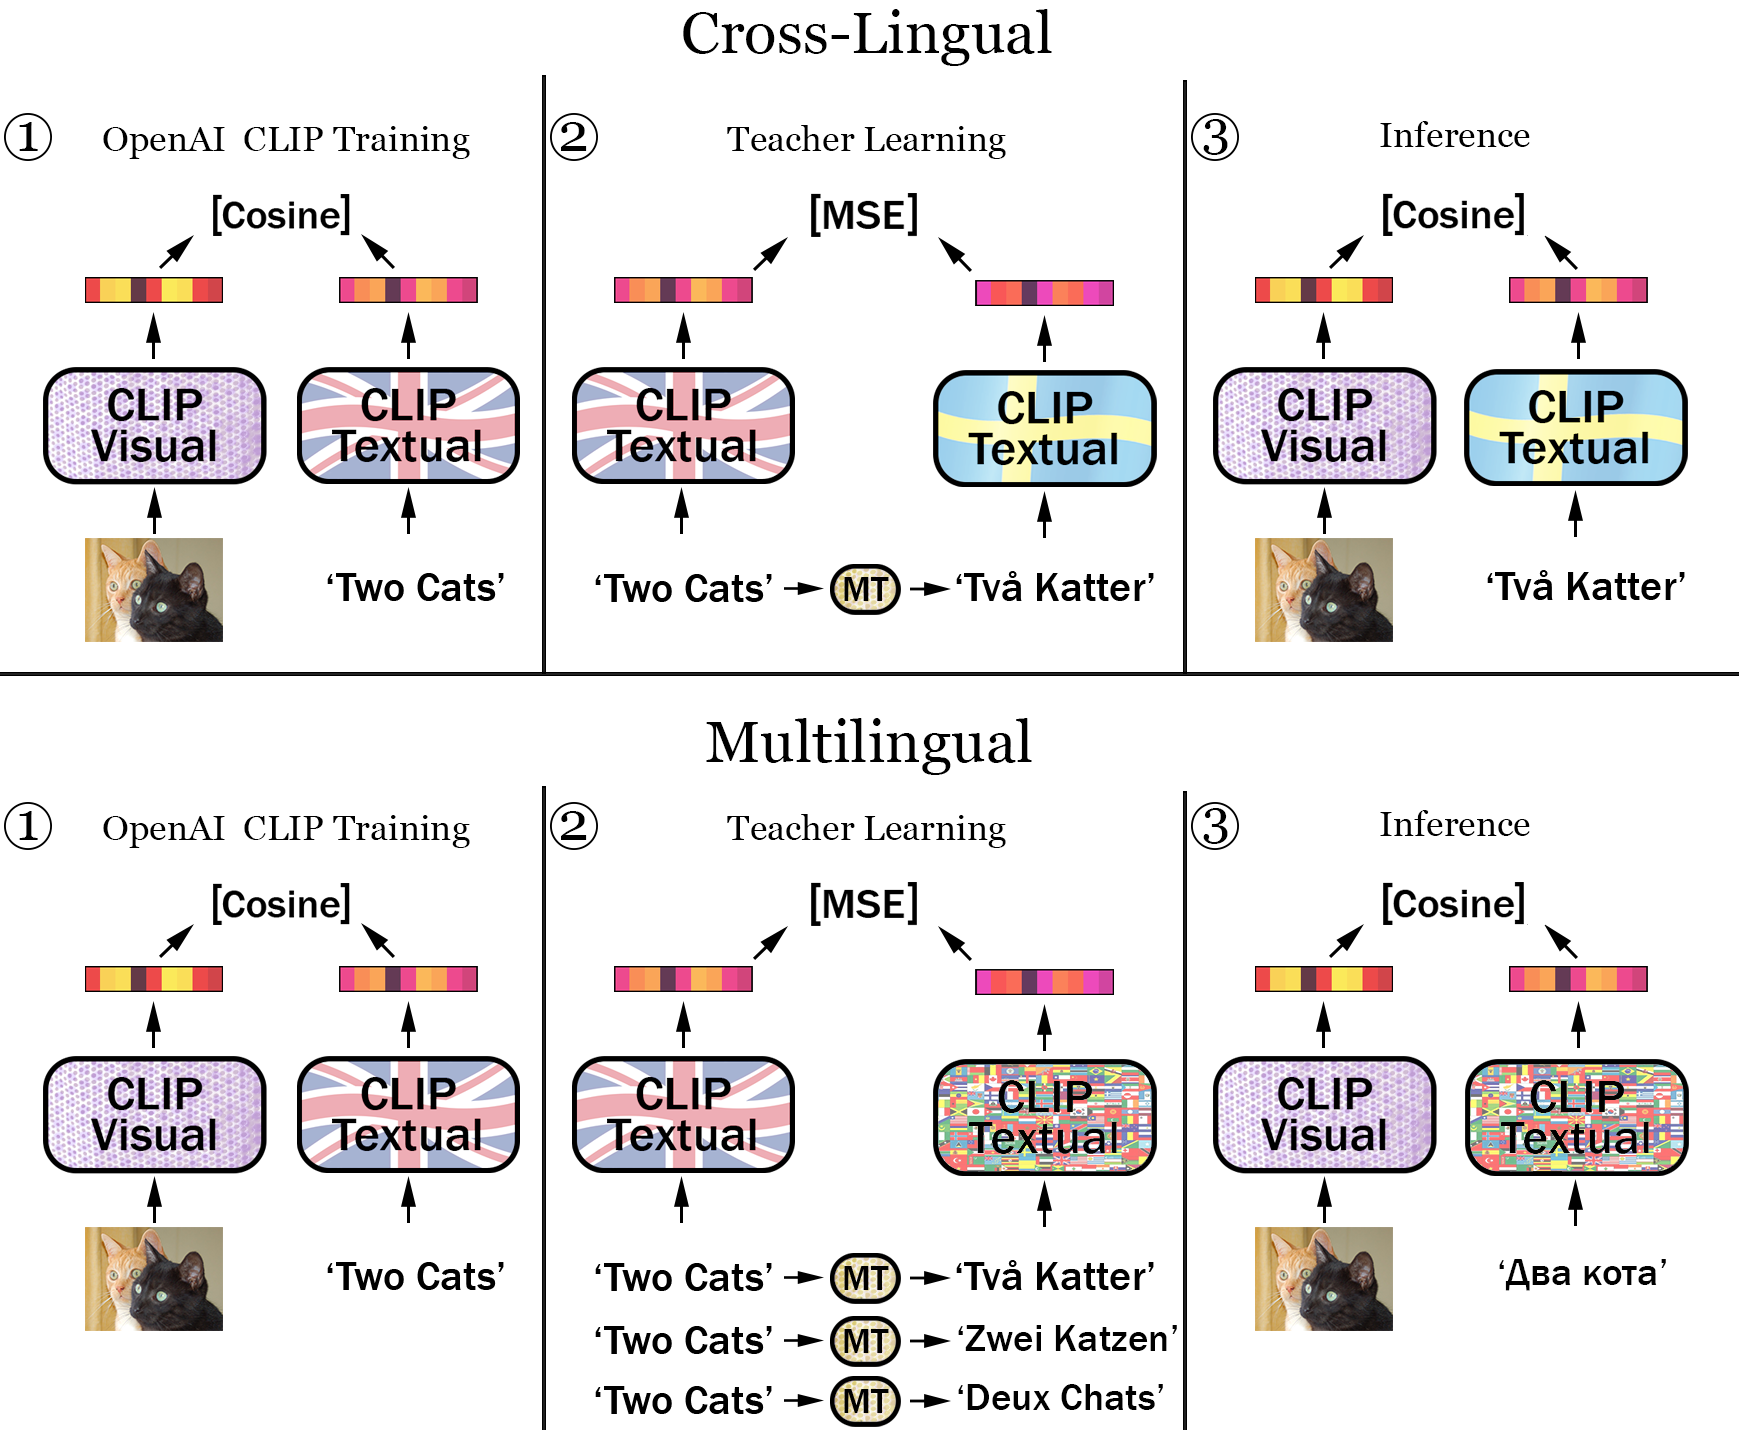 Cross-Lingual
① OpenAI CLIP Training
[Cosine]
CLIP
Visual
CLIP
Textual
‘Two Cats’
② Teacher Learning
[MSE]
CLIP
Textual
CLIP
Textual
‘Two Cats’ MT ‘Två Katter’
③ Inference
[Cosine]
CLIP
Visual
CLIP
Textual
‘Två Katter’
Multilingual
① OpenAI CLIP Training
[Cosine]
CLIP
Visual
CLIP
Textual
‘Two Cats’
② Teacher Learning
[MSE]
CLIP
Textual
CLIP
Textual
‘Two Cats’ MT ‘Två Katter’
‘Two Cats’ MT ‘Zwei Katzen’
‘Two Cats’ MT ‘Deux Chats’
③ Inference
[Cosine]
CLIP
Visual
CLIP
Textual
‘Два кота’